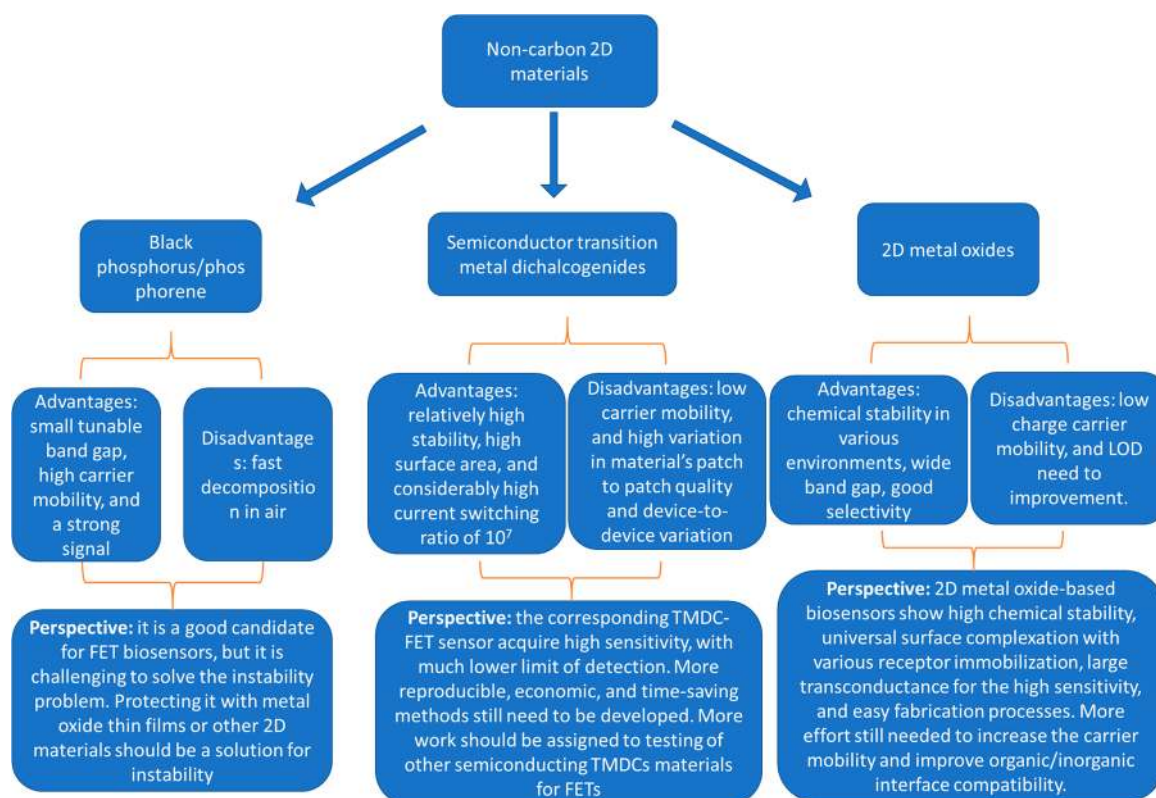 Non-carbon 2D
materials
Black
phosphorus/phos
phorene
Semiconductor transition
metal dichalcogenides
2D metal oxides
Advantages:
small tunable
band gap,
high carrier
mobility, and
a strong
signal
Disadvantage
s: fast
decompositio
n in air
Advantages:
relatively high
stability, high
surface area, and
considerably high
current switching
ratio of 10⁷
Disadvantages: low
carrier mobility,
and high variation
in material's patch
to patch quality
and device-to-
device variation
Advantages:
chemical stability in
various
environments, wide
band gap, good
selectivity
Disadvantages: low
charge carrier
mobility, and LOD
need to
improvement.
Perspective: it is a good candidate
for FET biosensors, but it is
challenging to solve the instability
problem. Protecting it with metal
oxide thin films or other 2D
materials should be a solution for
instability
Perspective: the corresponding TMDC-
FET sensor acquire high sensitivity, with
much lower limit of detection. More
reproducible, economic, and time-saving
methods still need to be developed. More
work should be assigned to testing of
other semiconducting TMDCs materials
for FETs
Perspective: 2D metal oxide-based
biosensors show high chemical stability,
universal surface complexation with
various receptor immobilization, large
transconductance for the high sensitivity,
and easy fabrication processes. More
effort still needed to increase the carrier
mobility and improve organic/inorganic
interface compatibility.